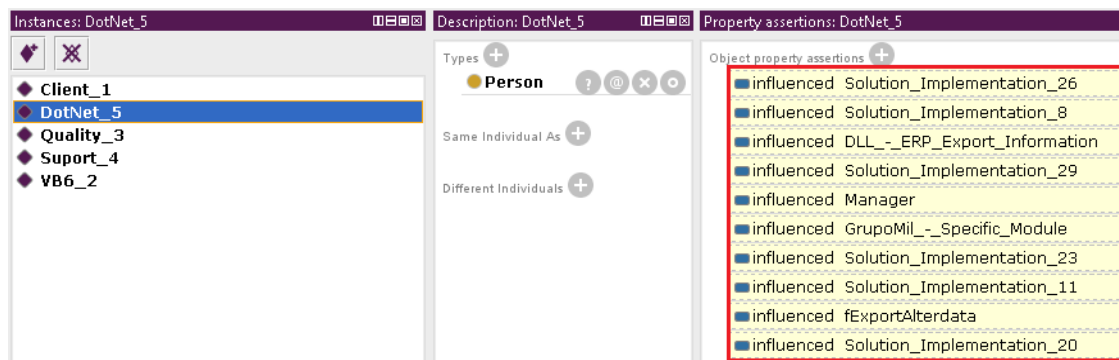 Instances: DotNet_5
Client_1
DotNet_5
Quality_3
Suport_4
VB6_2
Description: DotNet_5
Types
Person
Same Individual As
Different Individuals
Property assertions: DotNet_5
Object property assertions
influenced Solution_Implementation_26
influenced Solution_Implementation_8
influenced DLL_-_ERP_Export_Information
influenced Solution_Implementation_29
influenced Manager
influenced GrupoMil_-_Specific_Module
influenced Solution_Implementation_23
influenced Solution_Implementation_11
influenced fExportAlterdata
influenced Solution_Implementation_20